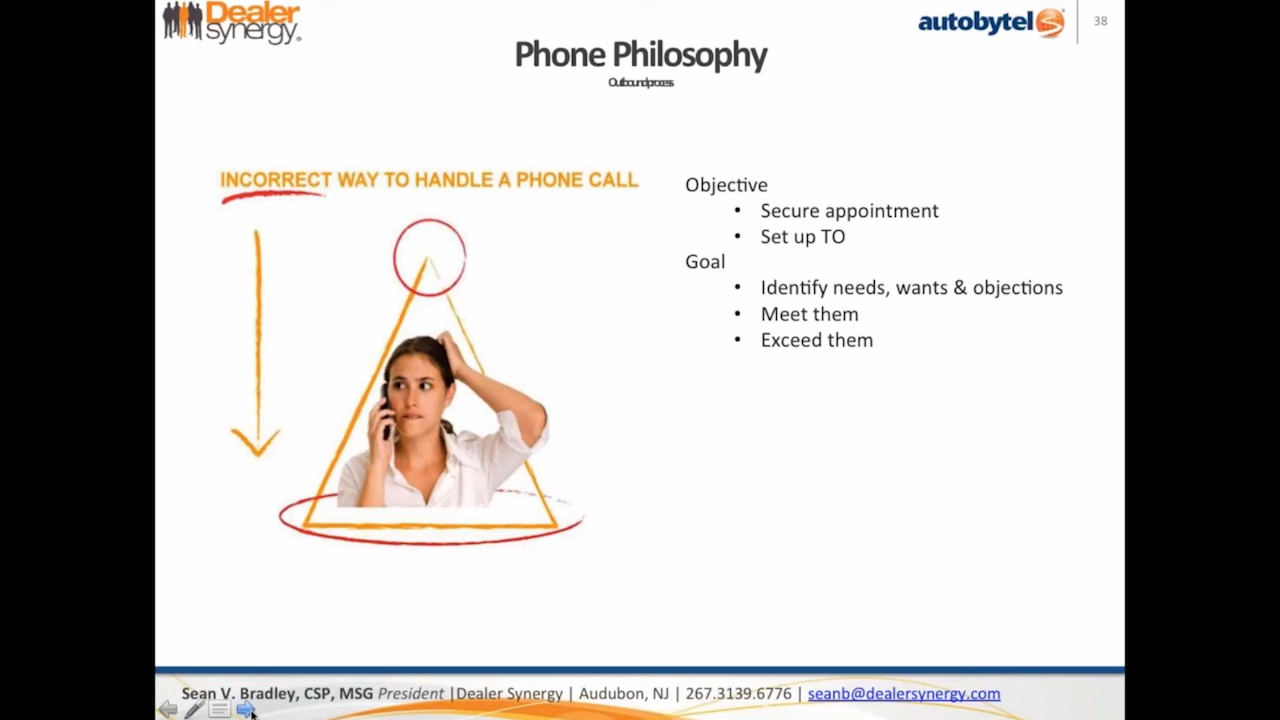 Dealer
synergy®
autobytel
38
Phone Philosophy
Outbound process
INCORRECT WAY TO HANDLE A PHONE CALL
Objective
• Secure appointment
• Set up TO
Goal
• Identify needs, wants & objections
• Meet them
• Exceed them
Sean V. Bradley, CSP, MSG President |Dealer Synergy | Audubon, NJ | 267.3139.6776 | seanb@dealersynergy.com